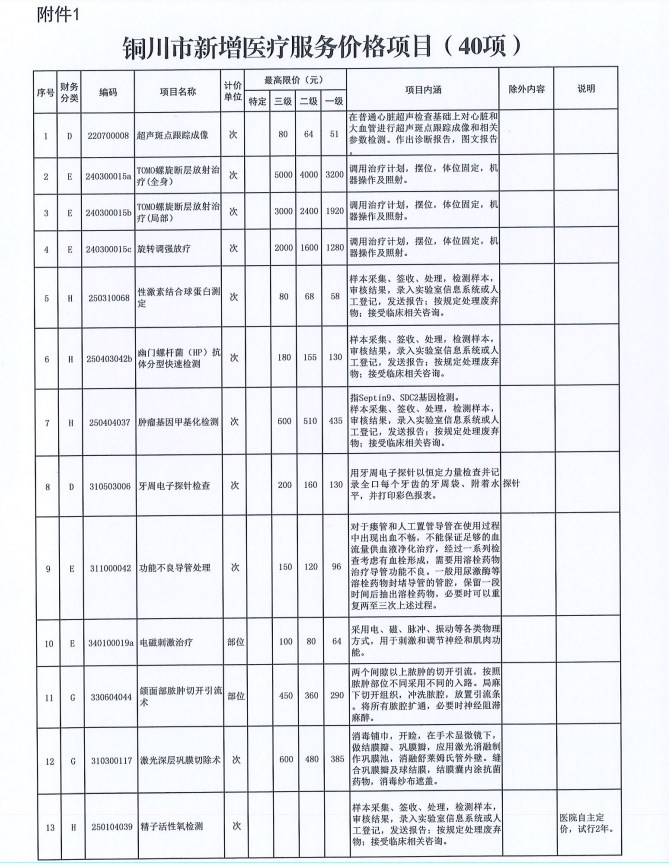 附件1
铜川市新增医疗服务价格项目（40项）
序号 财务分类 编码 项目名称 计价单位 最高限价（元） 项目内涵 除外内容 说明
特定 三级 二级 一级
1 D 220700008 超声斑点跟踪成像 次 80 64 51 在普通心脏超声检查基础上对心脏和
大血管进行超声斑点跟踪成像和相关
参数检测。作出诊断报告，图文报告
。
2 E 240300015a TOMO螺旋断层放射治
疗(全身) 次 5000 4000 3200 调用治疗计划，摆位，体位固定，机
器操作及照射。
3 E 240300015b TOMO螺旋断层放射治
疗(局部) 次 3000 2400 1920 调用治疗计划，摆位，体位固定，机
器操作及照射。
4 E 240300015c 旋转调强放疗 次 2000 1600 1280 调用治疗计划，摆位，体位固定，机
器操作及照射。
5 H 250310068 性激素结合球蛋白测
定 次 80 68 58 样本采集、签收、处理，检测样本，
审核结果，录入实验室信息系统或人
工登记，发送报告；按规定处理废弃
物；接受临床相关咨询。
6 H 250403042b 幽门螺杆菌（HP）抗
体分型快速检测 次 180 155 130 样本采集、签收、处理，检测样本，
审核结果，录入实验室信息系统或人
工登记，发送报告；按规定处理废弃
物；接受临床相关咨询。
7 H 250404037 肿瘤基因甲基化检测 次 600 510 435 指Septin9、SDC2基因检测。
样本采集、签收、处理，检测样本，
审核结果，录入实验室信息系统或人
工登记，发送报告；按规定处理废弃
物；接受临床相关咨询。
8 D 310503006 牙周电子探针检查 次 200 160 130 用牙周电子探针以恒定力量检查并记
录全口每个牙齿的牙周袋、附着水
平，并打印彩色报表。 探针
9 E 311000042 功能不良导管处理 次 150 120 96 对于瘘管和人工置管导管在使用过程
中出现出血不畅，不能保证足够的血
流量供血液净化治疗，经过一系列检
查考虑有血栓形成，需要用溶栓药物
治疗导管功能不良。一般用尿激酶等
溶栓药物封堵导管的管腔，保留一段
时间后抽出溶栓药物，必要时可以重
复两至三次上述过程。
10 E 340100019a 电磁刺激治疗 部位 100 80 64 采用电、磁、脉冲、振动等各类物理
方式，用于刺激和调节神经和肌肉功
能。
11 G 330604044 颌面部脓肿切开引流
术 部位 450 360 290 两个间隙以上脓肿的切开引流，按照
脓肿部位不同采用不同的入路。局麻
下切开组织，冲洗脓腔，放置引流条
。将所有脓腔扩通，必要时神经阻滞
麻醉。
12 G 310300117 激光深层巩膜切除术 次 600 480 385 消毒铺巾，开睑，在手术显微镜下，
做结膜瓣、巩膜瓣，应用激光消融制
作巩膜池，消融舒莱姆氏管外壁。缝
合巩膜瓣及球结膜，结膜囊内涂抗菌
药物，消毒纱布遮盖。
13 H 250104039 精子活性氧检测 次 样本采集、签收、处理，检测样本，
审核结果，录入实验室信息系统或人
工登记，发送报告；按规定处理废弃
物；接受临床相关咨询。 医院自主定
价，试行2年。